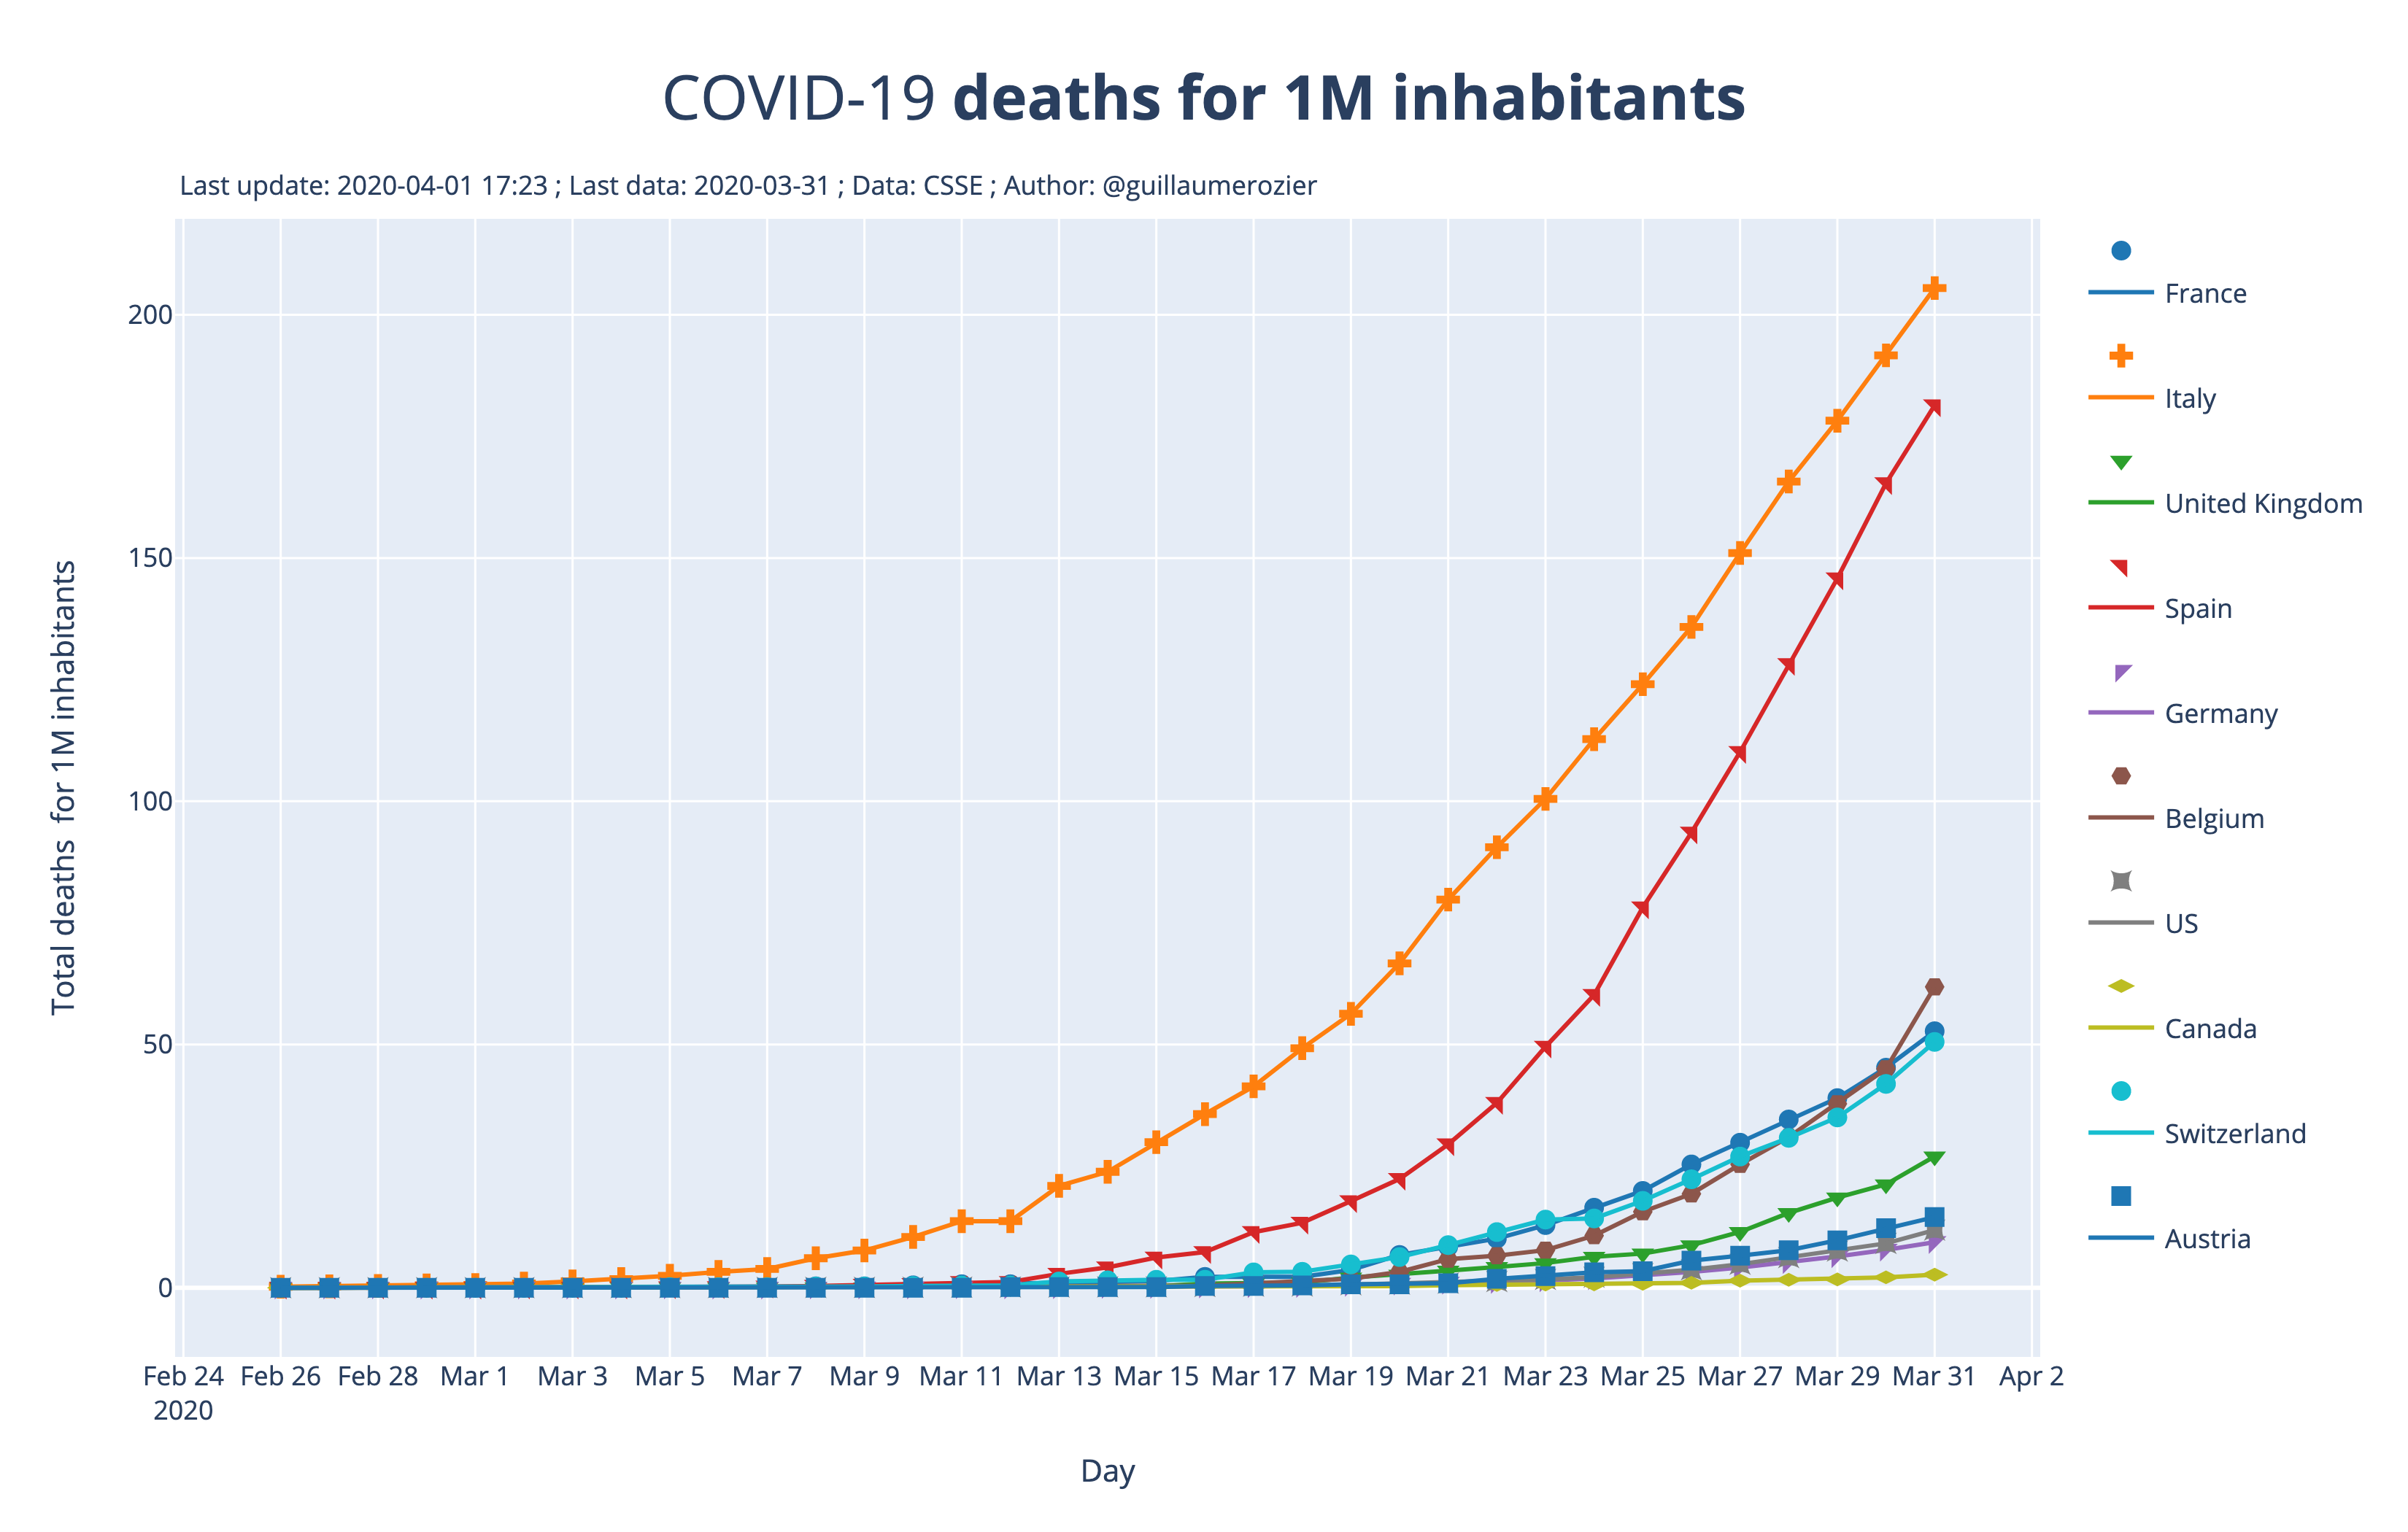 COVID-19 deaths for 1M inhabitants
Last update: 2020-04-01 17:23 ; Last data: 2020-03-31 ; Data: CSSE ; Author: @guillaumerozier
Total deaths for 1M inhabitants
200
150
100
50
0
Feb 24 Feb 26 Feb 28 Mar 1 Mar 3 Mar 5 Mar 7 Mar 9 Mar 11 Mar 13 Mar 15 Mar 17 Mar 19 Mar 21 Mar 23 Mar 25 Mar 27 Mar 29 Mar 31 Apr 2
2020
Day
France
Italy
United Kingdom
Spain
Germany
Belgium
US
Canada
Switzerland
Austria